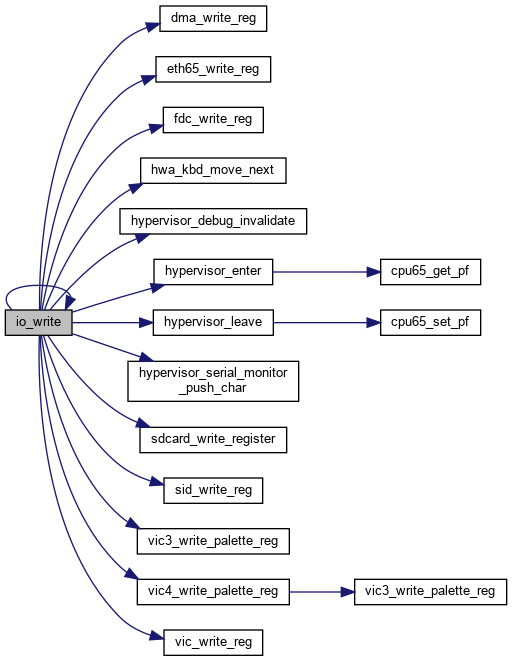 dma_write_reg
eth65_write_reg
fdc_write_reg
hwa_kbd_move_next
hypervisor_debug_invalidate
hypervisor_enter
cpu65_get_pf
io_write
hypervisor_leave
cpu65_set_pf
hypervisor_serial_monitor
_push_char
sdcard_write_register
sid_write_reg
vic3_write_palette_reg
vic4_write_palette_reg
vic3_write_palette_reg
vic_write_reg